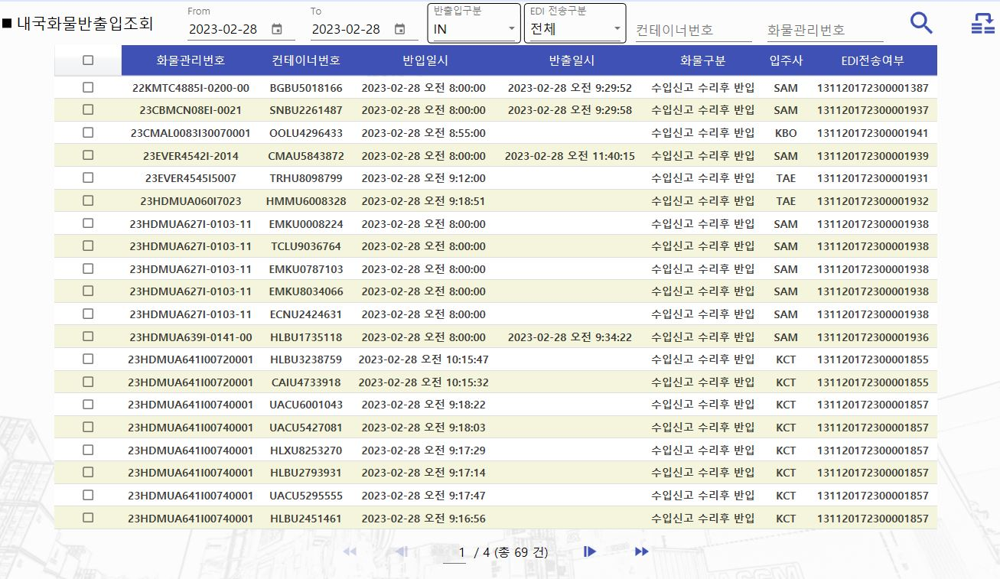 ■ 내국화물반출입조회
From 2023-02-28
To 2023-02-28
반출입구분 IN
EDI 전송구분 전체
컨테이너번호
화물관리번호
화물관리번호 컨테이너번호 반입일시 반출일시 화물구분 입주사 EDI전송여부
22KMTC4885I-0200-00 BGBU5018166 2023-02-28 오전 8:00:00 2023-02-28 오전 9:29:52 수입신고 수리후 반입 SAM 131120172300001387
23CBMCN08EI-0021 SNBU2261487 2023-02-28 오전 8:00:00 2023-02-28 오전 9:29:58 수입신고 수리후 반입 SAM 131120172300001937
23CMAL0083I30070001 OOLU4296433 2023-02-28 오전 8:55:00 수입신고 수리후 반입 KBO 131120172300001941
23EVER4542I-2014 CMAU5843872 2023-02-28 오전 8:00:00 2023-02-28 오전 11:40:15 수입신고 수리후 반입 SAM 131120172300001939
23EVER4545I5007 TRHU8098799 2023-02-28 오전 9:12:00 수입신고 수리후 반입 TAE 131120172300001931
23HDMUA060I7023 HMMU6008328 2023-02-28 오전 9:18:51 수입신고 수리후 반입 TAE 131120172300001932
23HDMUA627I-0103-11 EMKU0008224 2023-02-28 오전 8:00:00 수입신고 수리후 반입 SAM 131120172300001938
23HDMUA627I-0103-11 TCLU9036764 2023-02-28 오전 8:00:00 수입신고 수리후 반입 SAM 131120172300001938
23HDMUA627I-0103-11 EMKU0787103 2023-02-28 오전 8:00:00 수입신고 수리후 반입 SAM 131120172300001938
23HDMUA627I-0103-11 EMKU8034066 2023-02-28 오전 8:00:00 수입신고 수리후 반입 SAM 131120172300001938
23HDMUA627I-0103-11 ECNU2424631 2023-02-28 오전 8:00:00 수입신고 수리후 반입 SAM 131120172300001938
23HDMUA639I-0141-00 HLBU1735118 2023-02-28 오전 8:00:00 2023-02-28 오전 9:34:22 수입신고 수리후 반입 SAM 131120172300001936
23HDMUA641I00720001 HLBU3238759 2023-02-28 오전 10:15:47 수입신고 수리후 반입 KCT 131120172300001855
23HDMUA641I00720001 CAIU4733918 2023-02-28 오전 10:15:32 수입신고 수리후 반입 KCT 131120172300001855
23HDMUA641I00740001 UACU6001043 2023-02-28 오전 9:18:22 수입신고 수리후 반입 KCT 131120172300001857
23HDMUA641I00740001 UACU5427081 2023-02-28 오전 9:18:03 수입신고 수리후 반입 KCT 131120172300001857
23HDMUA641I00740001 HLXU8253270 2023-02-28 오전 9:17:29 수입신고 수리후 반입 KCT 131120172300001857
23HDMUA641I00740001 HLBU2793931 2023-02-28 오전 9:17:14 수입신고 수리후 반입 KCT 131120172300001857
23HDMUA641I00740001 UACU5295555 2023-02-28 오전 9:17:47 수입신고 수리후 반입 KCT 131120172300001857
23HDMUA641I00740001 HLBU2451461 2023-02-28 오전 9:16:56 수입신고 수리후 반입 KCT 131120172300001857
1 / 4 (총 69 건)